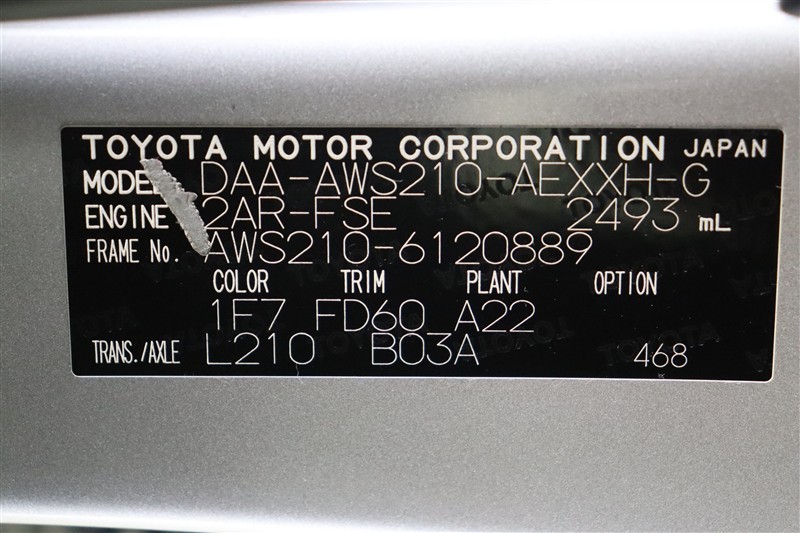 TOYOTA MOTOR CORPORATION JAPAN
MODEL DAA-AWS210-AEXXH-G
ENGINE 2AR-FSE 2493 mL
FRAME No. AWS210-6120889
COLOR TRIM PLANT OPTION
1F7 FD60 A22
TRANS./AXLE L210 B03A 468